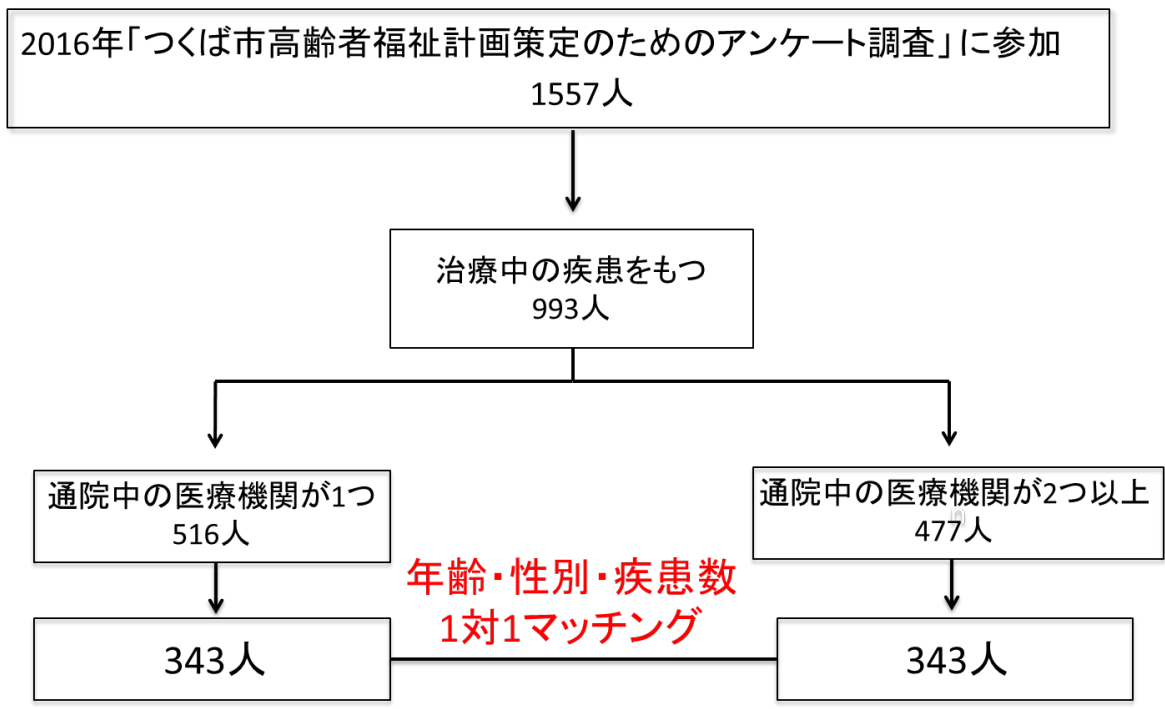 2016年「つくば市高齢者福祉計画策定のためのアンケート調査」に参加
1557人
治療中の疾患をもつ
993人
通院中の医療機関が1つ
516人
通院中の医療機関が2つ以上
477人
年齢・性別・疾患数
1対1マッチング
343人
343人